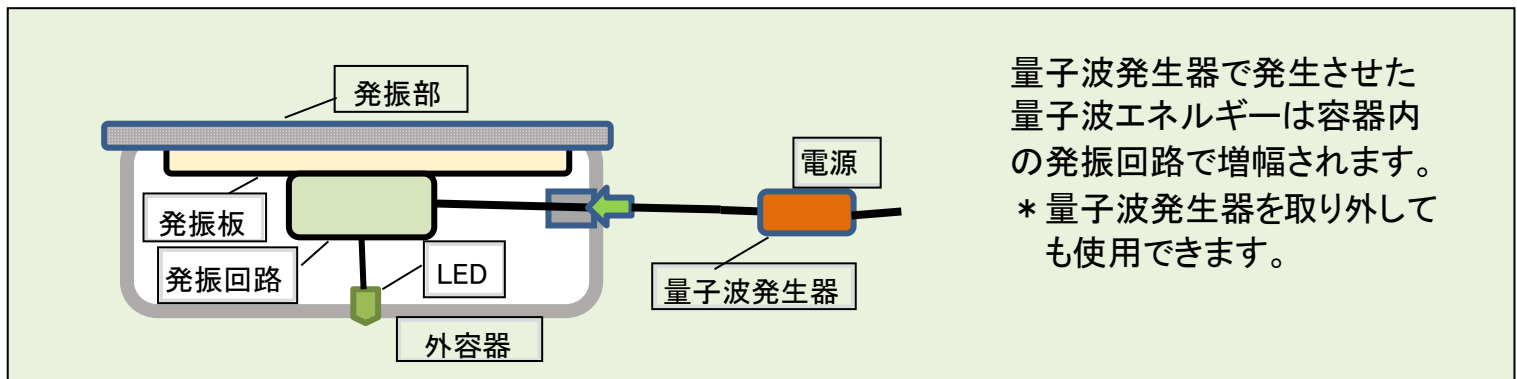 発振部
電源
発振板
発振回路
LED
量子波発生器
外容器
量子波発生器で発生させた
量子波エネルギーは容器内
の発振回路で増幅されます。
＊量子波発生器を取り外して
も使用できます。